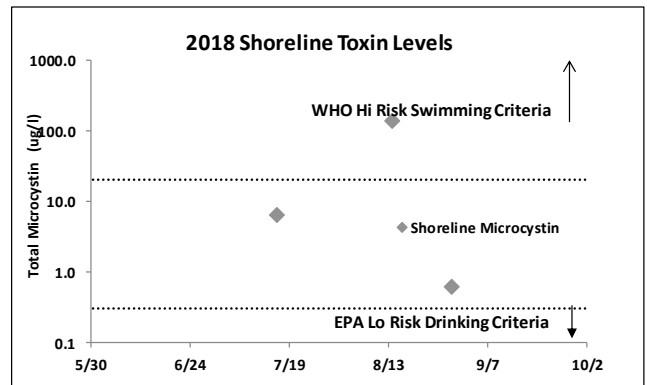 2018 Shoreline Toxin Levels
1000.0
WHO Hi Risk Swimming Criteria
100.0
Total Microcystin (ug/l)
10.0
Shoreline Microcystin
1.0
EPA Lo Risk Drinking Criteria
0.1
5/30 6/24 7/19 8/13 9/7 10/2